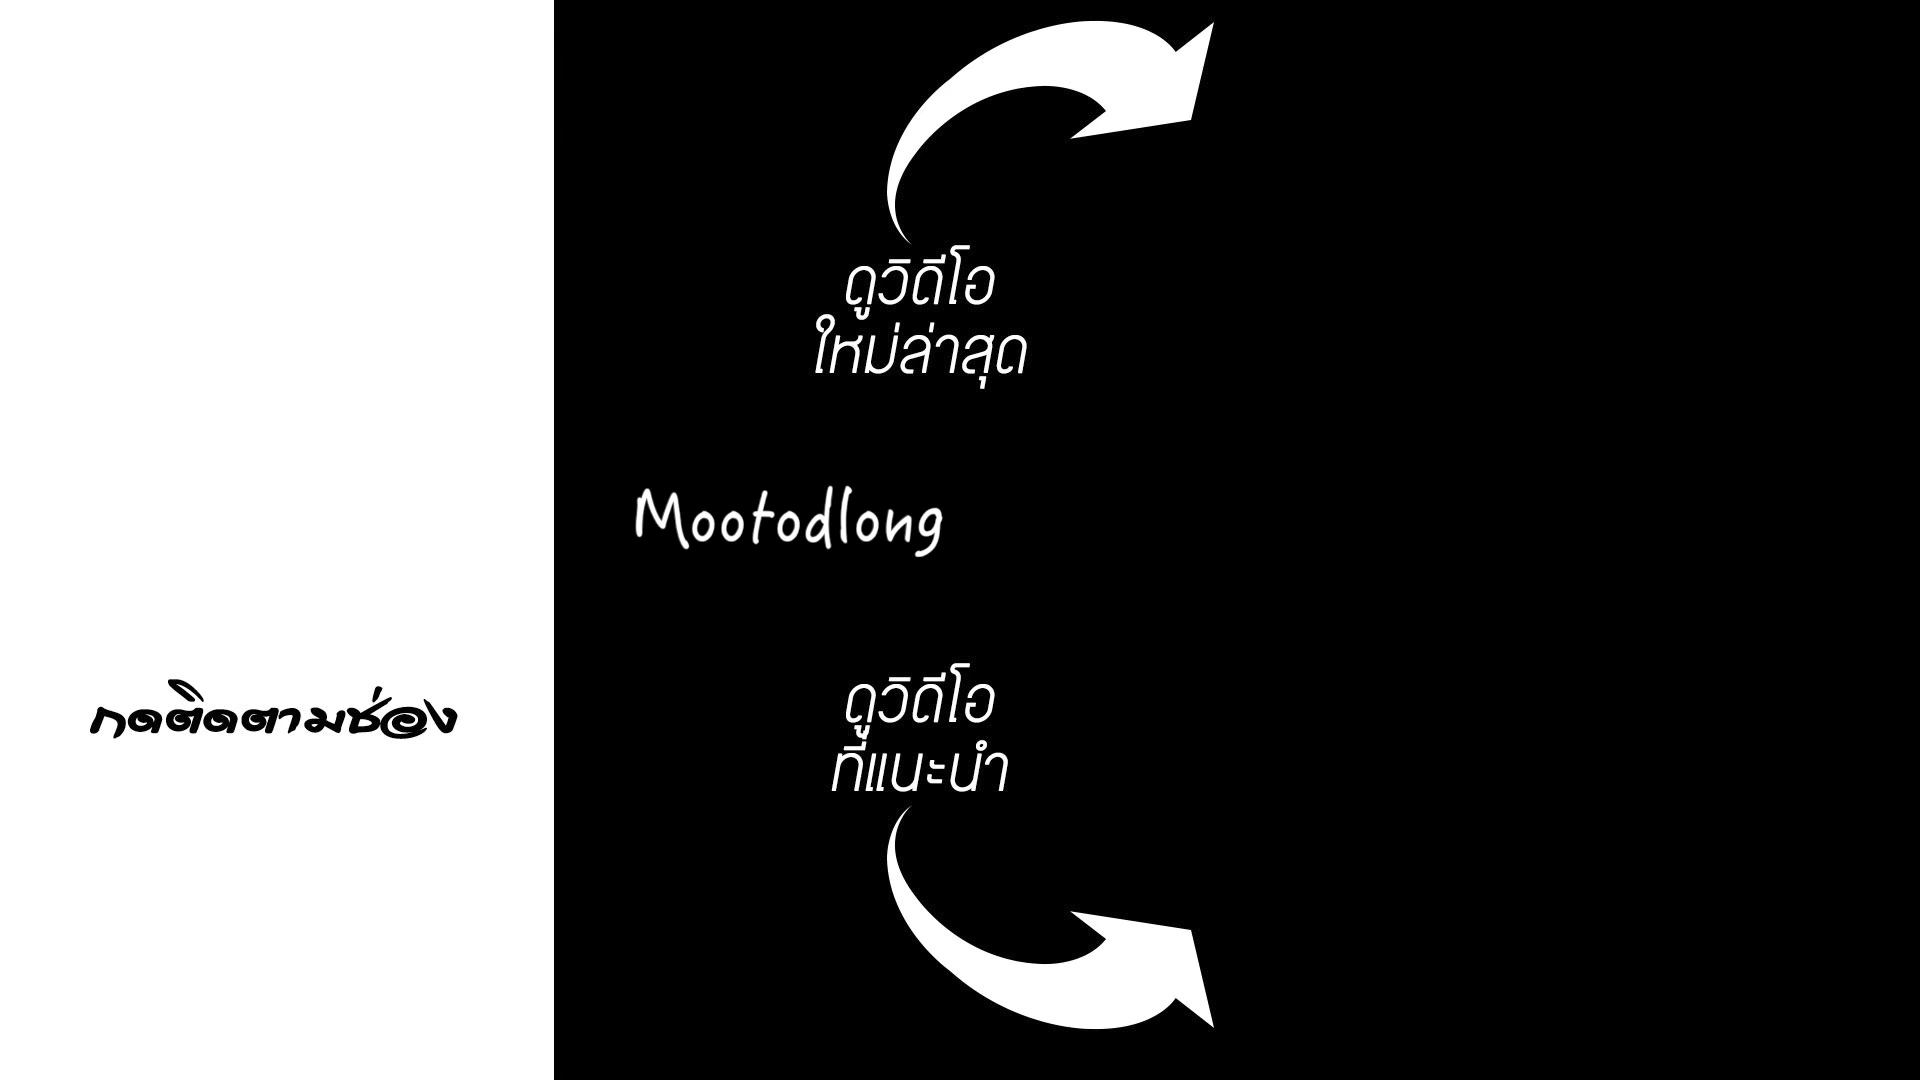 ดูวิดีโอ
ใหม่ล่าสุด
Mootodlong
กดติดตามช่อง
ดูวิดีโอ
ที่แนะนำ